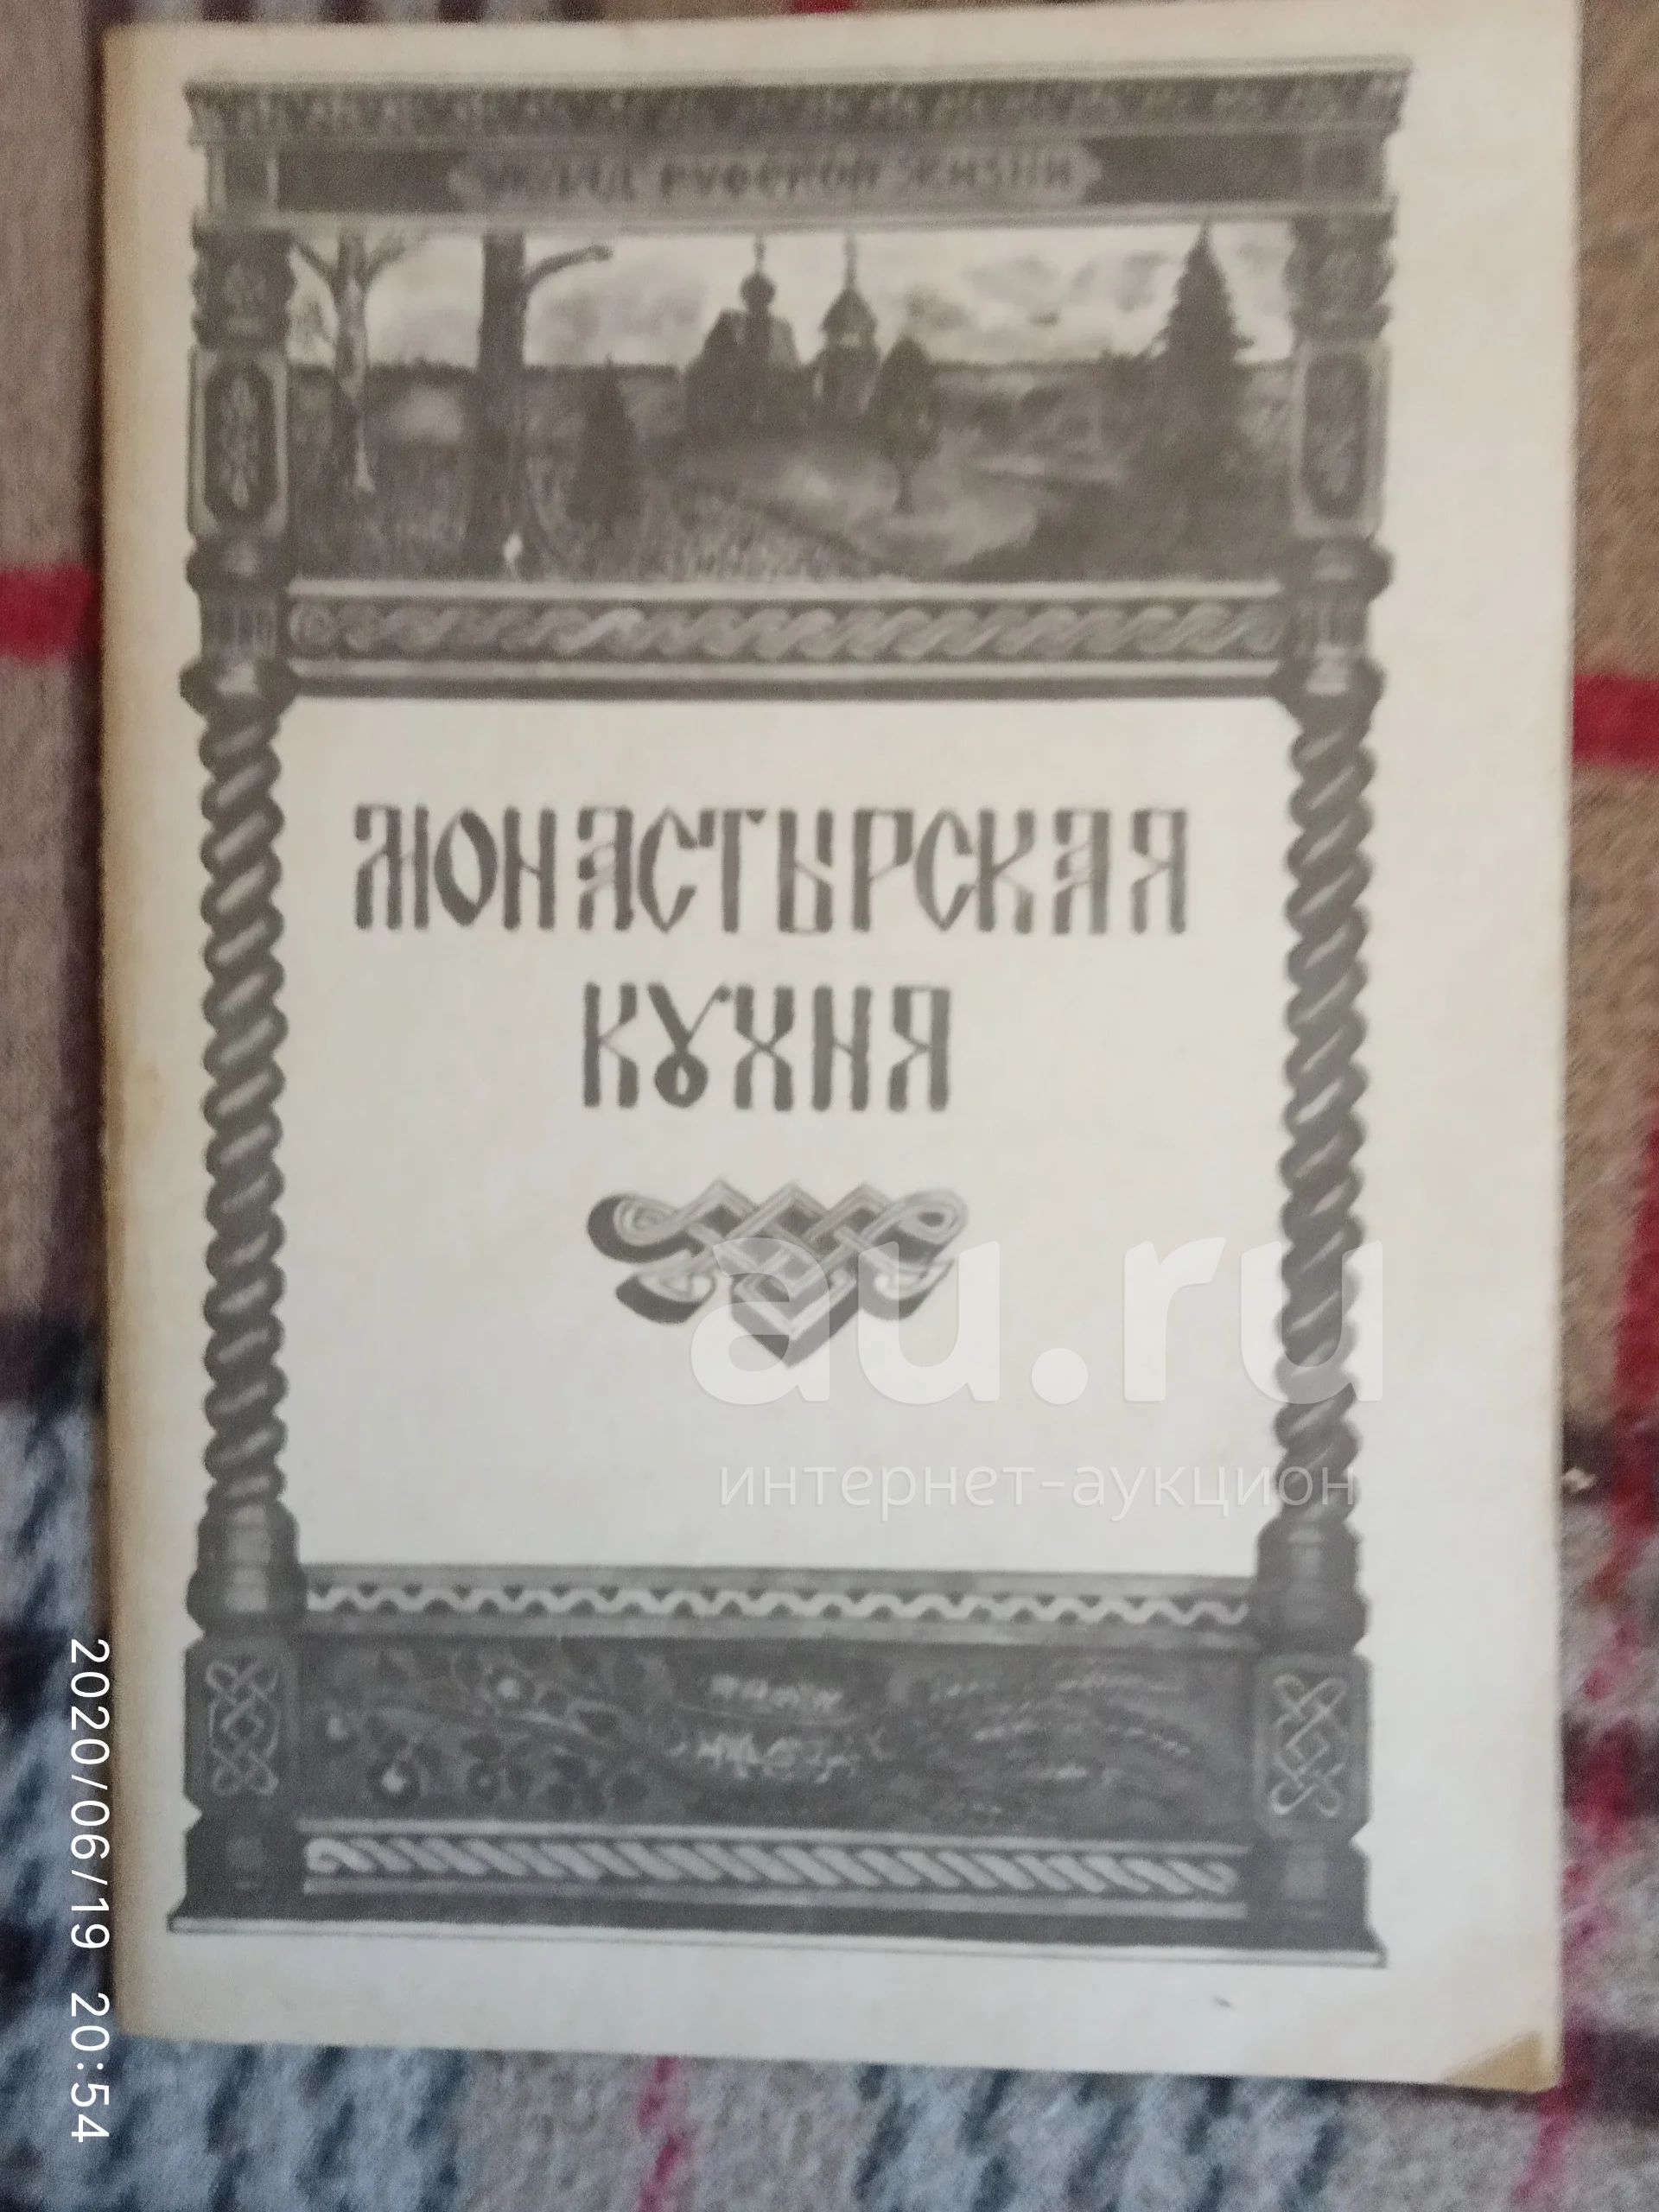 УКЛАД РУССКОЙ ЖИЗНИ
МОНАСТЫРСКАЯ
КУХНЯ
au.ru
интернет-аукцион
2020/06/19 20:54